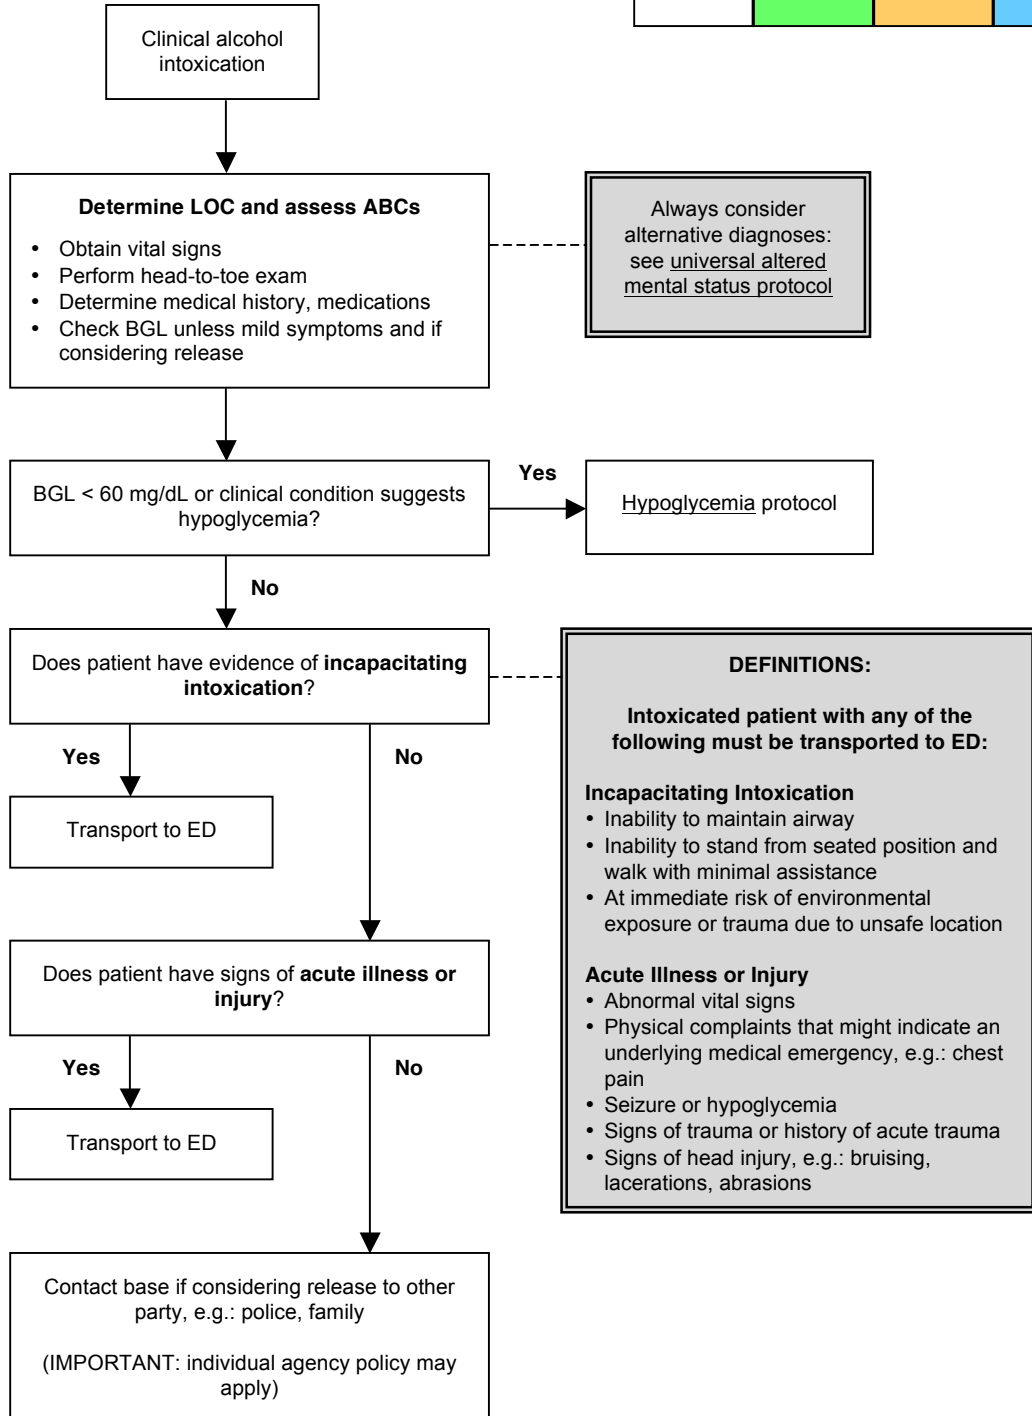 Clinical alcohol
intoxication
Determine LOC and assess ABCs
• Obtain vital signs
• Perform head-to-toe exam
• Determine medical history, medications
• Check BGL unless mild symptoms and if
considering release
Always consider
alternative diagnoses:
see universal altered
mental status protocol
BGL < 60 mg/dL or clinical condition suggests
hypoglycemia?
Yes
Hypoglycemia protocol
No
Does patient have evidence of incapacitating
intoxication?
Yes
No
Transport to ED
DEFINITIONS:
Intoxicated patient with any of the
following must be transported to ED:
Incapacitating Intoxication
• Inability to maintain airway
• Inability to stand from seated position and
walk with minimal assistance
• At immediate risk of environmental
exposure or trauma due to unsafe location
Acute Illness or Injury
• Abnormal vital signs
• Physical complaints that might indicate an
underlying medical emergency, e.g.: chest
pain
• Seizure or hypoglycemia
• Signs of trauma or history of acute trauma
• Signs of head injury, e.g.: bruising,
lacerations, abrasions
Does patient have signs of acute illness or
injury?
Yes
No
Transport to ED
Contact base if considering release to other
party, e.g.: police, family
(IMPORTANT: individual agency policy may
apply)